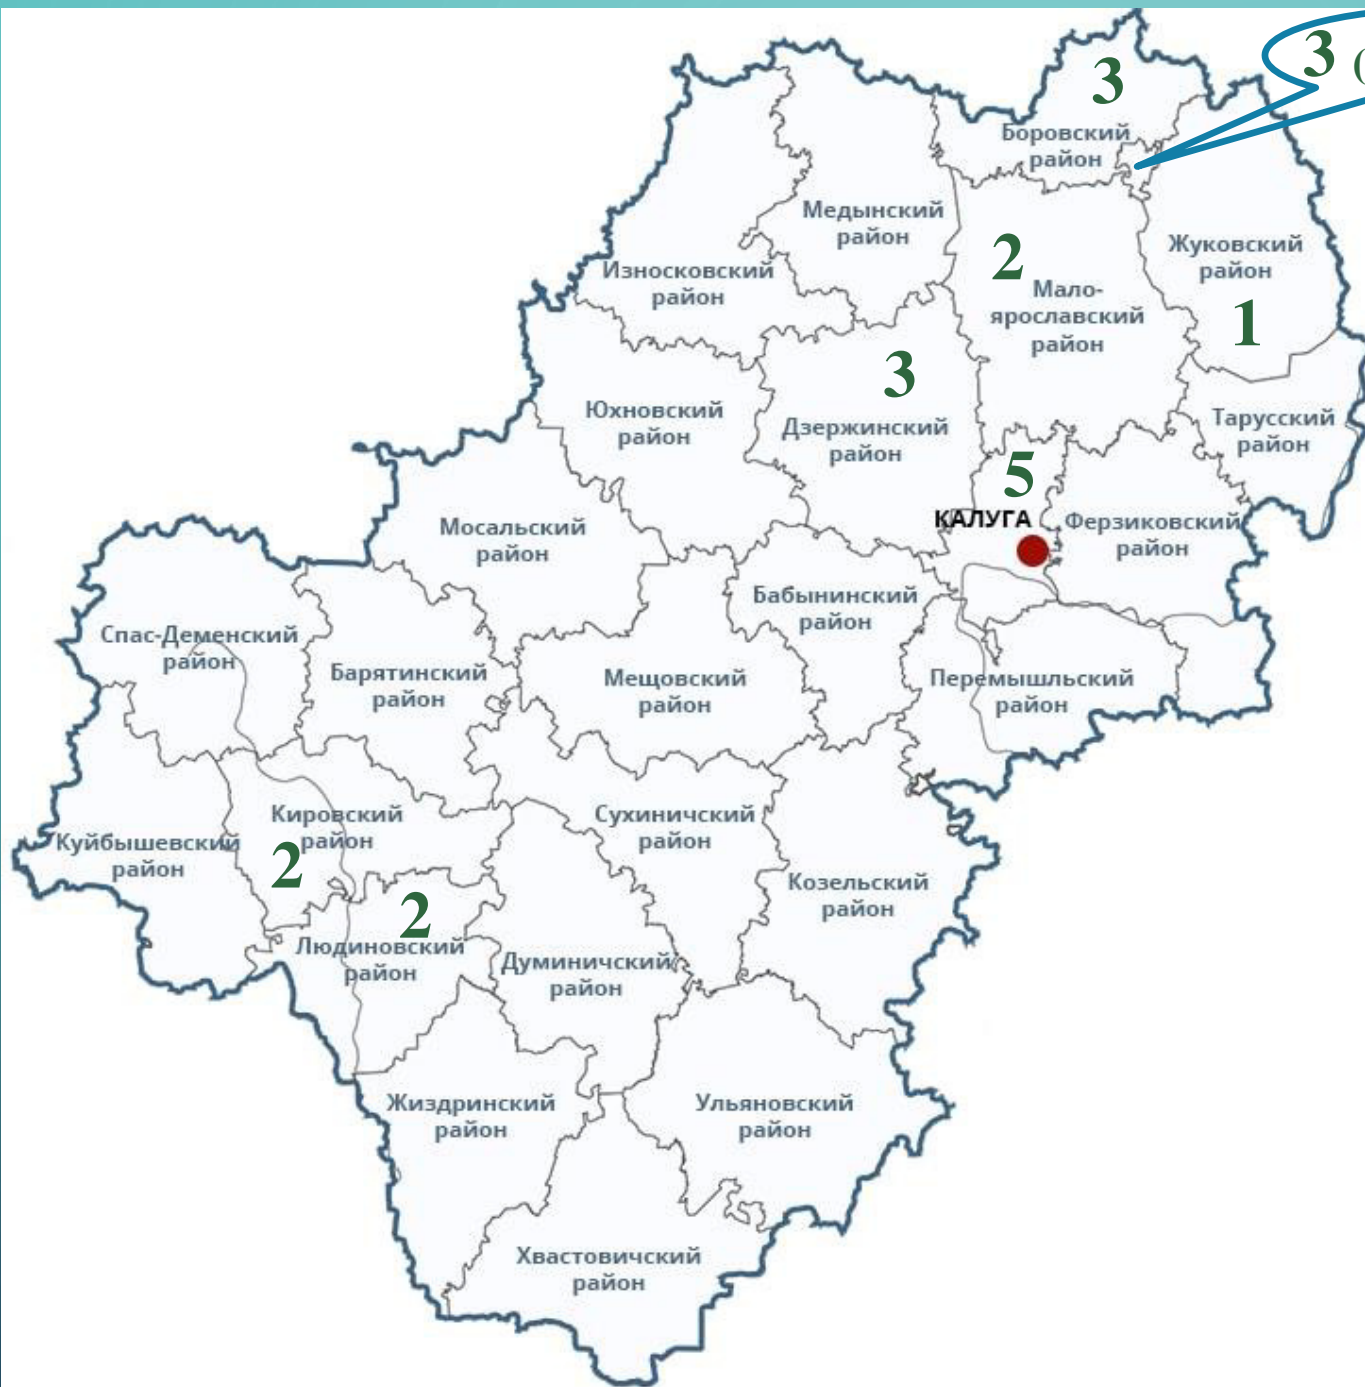 3 (
3
Боровский
район
Медынский
район
2
Жуковский
район
Износковский
район
Мало-
ярославский
район
1
3
Юхновский
район
Дзержинский
район
Тарусский
район
5
КАЛУГА
Ферзиковский
район
Мосальский
район
Бабынинский
район
Спас-Деменский
район
Барятинский
район
Мещовский
район
Перемышльский
район
Кировский
район
Сухиничский
район
Куйбышевский
район
2
Козельский
район
2
Людиновский
район
Думиничский
район
Жиздринский
район
Ульяновский
район
Хвастовичский
район